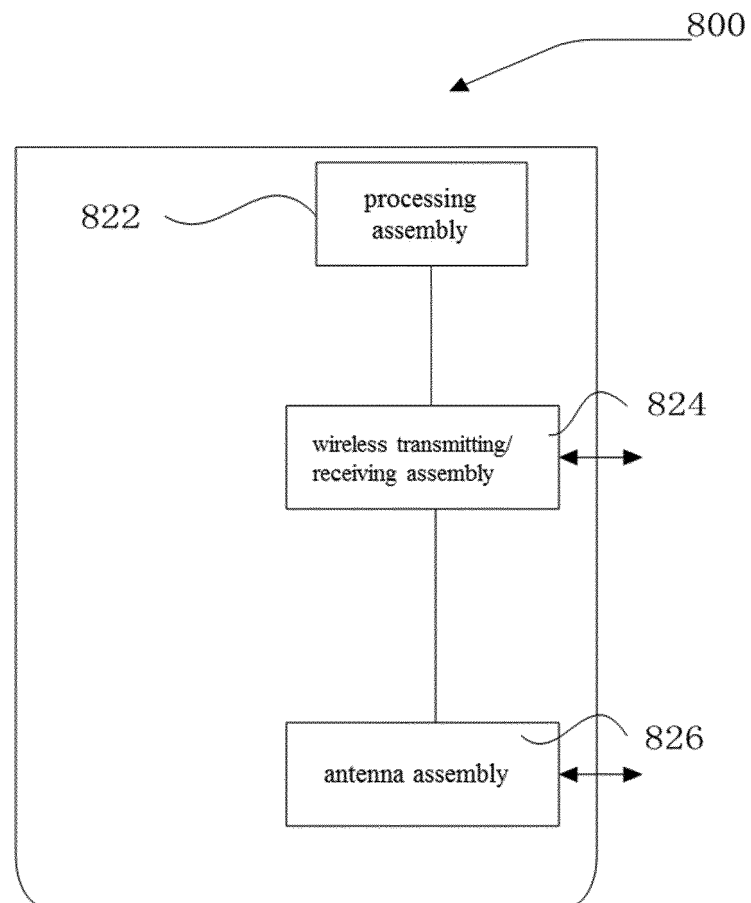 800
processing
assembly
822
824
wireless transmitting/
receiving assembly
826
antenna assembly